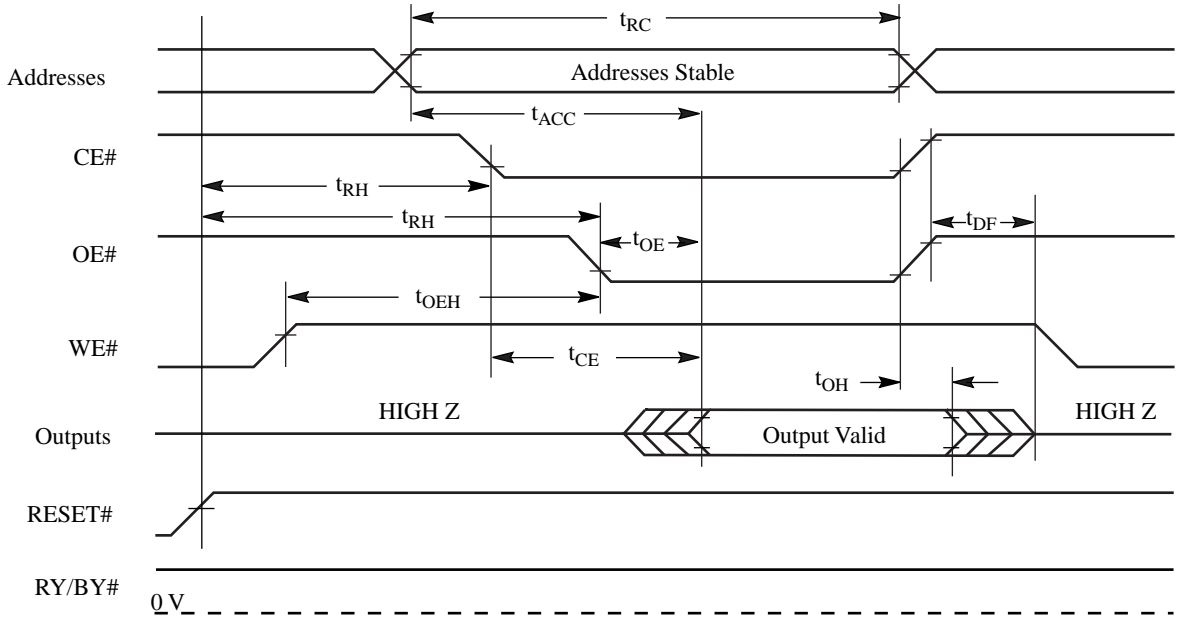 tRC
Addresses
Addresses Stable
tACC
CE#
tRH
tRH
tDF
OE#
tOE
tOEH
WE#
tCE
tOH
HIGH Z
HIGH Z
Outputs
Output Valid
RESET#
RY/BY#
0 V